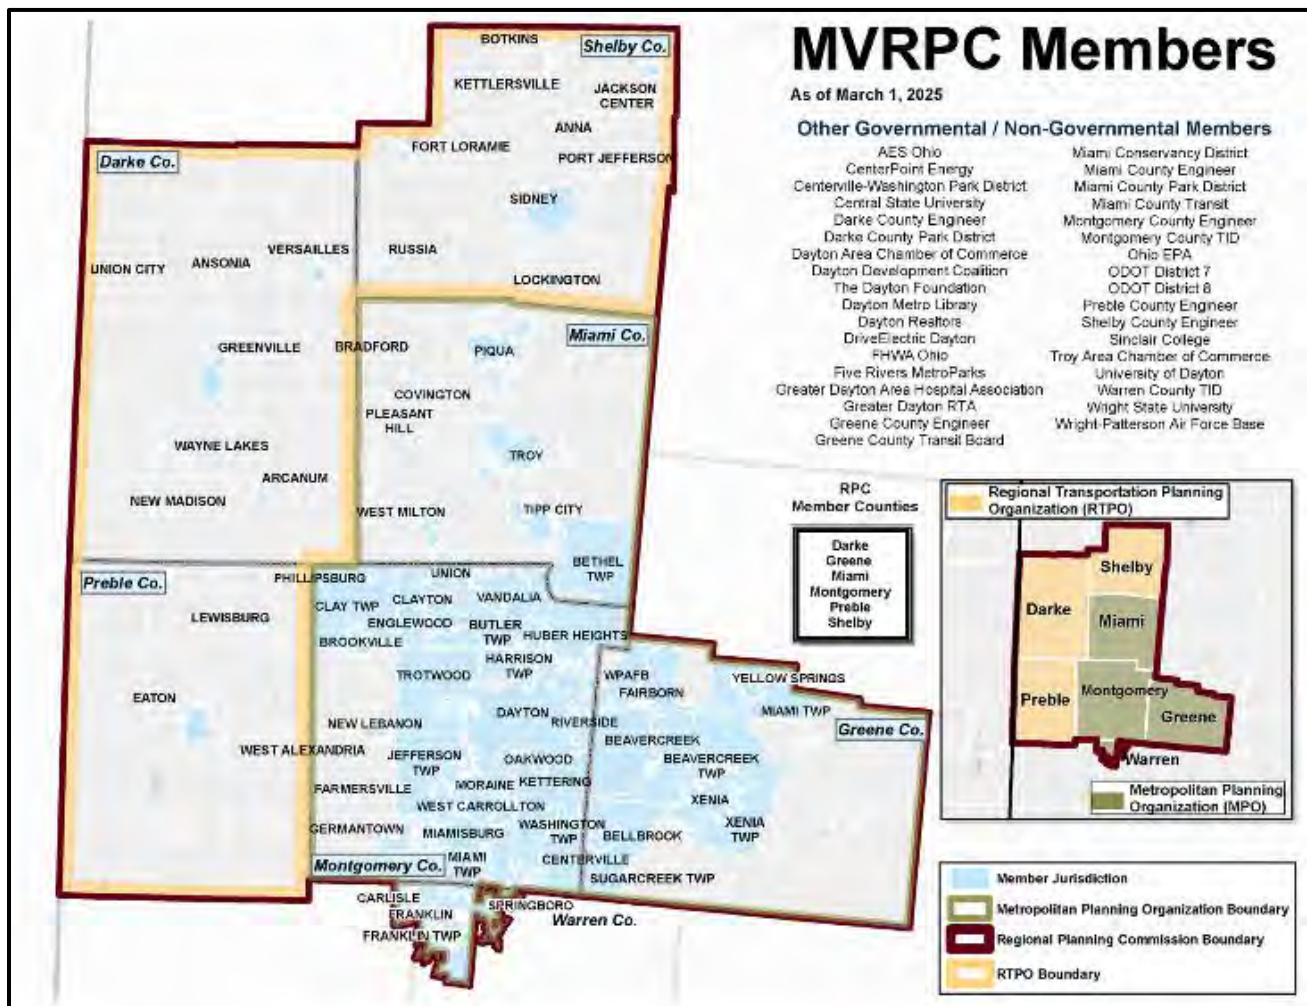 MVRPC Members
As of March 1, 2025
Other Governmental / Non-Governmental Members
AES Ohio
CenterPoint Energy
Centerville-Washington Park District
Central State University
Darke County Engineer
Darke County Park District
Dayton Area Chamber of Commerce
Dayton Development Coalition
The Dayton Foundation
Dayton Metro Library
Dayton Realtors
DriveElectric Dayton
FHWA Ohio
Five Rivers MetroParks
Greater Dayton Area Hospital Association
Greater Dayton RTA
Greene County Engineer
Greene County Transit Board
Miami Conservancy District
Miami County Engineer
Miami County Park District
Miami County Transit
Montgomery County Engineer
Montgomery County TID
Ohio EPA
ODOT District 7
ODOT District 8
Preble County Engineer
Shelby County Engineer
Sinclair College
Troy Area Chamber of Commerce
University of Dayton
Warren County TID
Wright State University
Wright-Patterson Air Force Base
Shelby Co.
BOTKINS
KETTLERSVILLE
JACKSON
CENTER
ANNA
FORT LORAMIE
PORT JEFFERSON
SIDNEY
RUSSIA
LOCKINGTON
Darke Co.
VERSAILLES
UNION CITY
ANSONIA
GREENVILLE
WAYNE LAKES
ARCANUM
NEW MADISON
Miami Co.
BRADFORD
PIQUA
COVINGTON
PLEASANT
HILL
TROY
WEST MILTON
TIPP CITY
BETHEL
TWP
Preble Co.
LEWISBURG
EATON
WEST ALEXANDRIA
PHILLIPSBURG
UNION
CLAY TWP
CLAYTON
VANDALIA
ENGLEWOOD
BUTLER
TWP
HUBER HEIGHTS
BROOKVILLE
HARRISON
TWP
TROTWOOD
NEW LEBANON
DAYTON
RIVERSIDE
JEFFERSON
TWP
OAKWOOD
FARMERSVILLE
MORAINE
KETTERING
WEST CARROLLTON
GERMANTOWN
MIAMISBURG
WASHINGTON
TWP
Montgomery Co.
MIAMI
TWP
CENTERVILLE
WPAFB
FAIRBORN
YELLOW SPRINGS
MIAMI TWP
Greene Co.
BEAVERCREEK
BEAVERCREEK
TWP
XENIA
XENIA
TWP
BELLBROOK
SUGARCREEK TWP
CARLISLE
FRANKLIN
FRANKLIN TWP
SPRINGBORO
Warren Co.
RPC
Member Counties
Darke
Greene
Miami
Montgomery
Preble
Shelby
Regional Transportation Planning
Organization (RTPO)
Shelby
Darke
Miami
Preble
Montgomery
Greene
Warren
Metropolitan Planning
Organization (MPO)
Member Jurisdiction
Metropolitan Planning Organization Boundary
Regional Planning Commission Boundary
RTPO Boundary